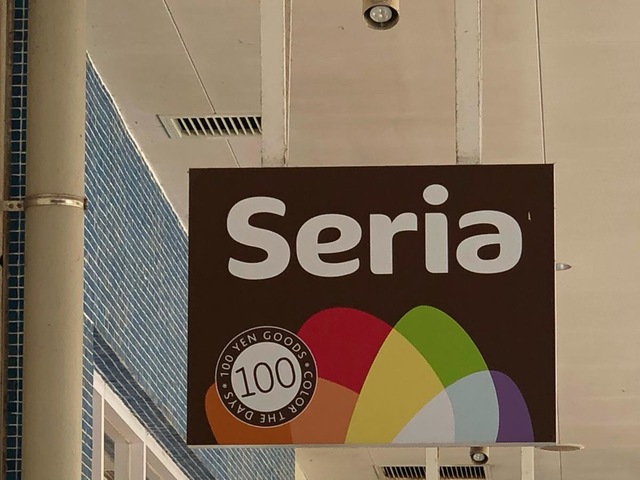 Seria
100 YEN GOODS • COLOR THE DAYS •
100